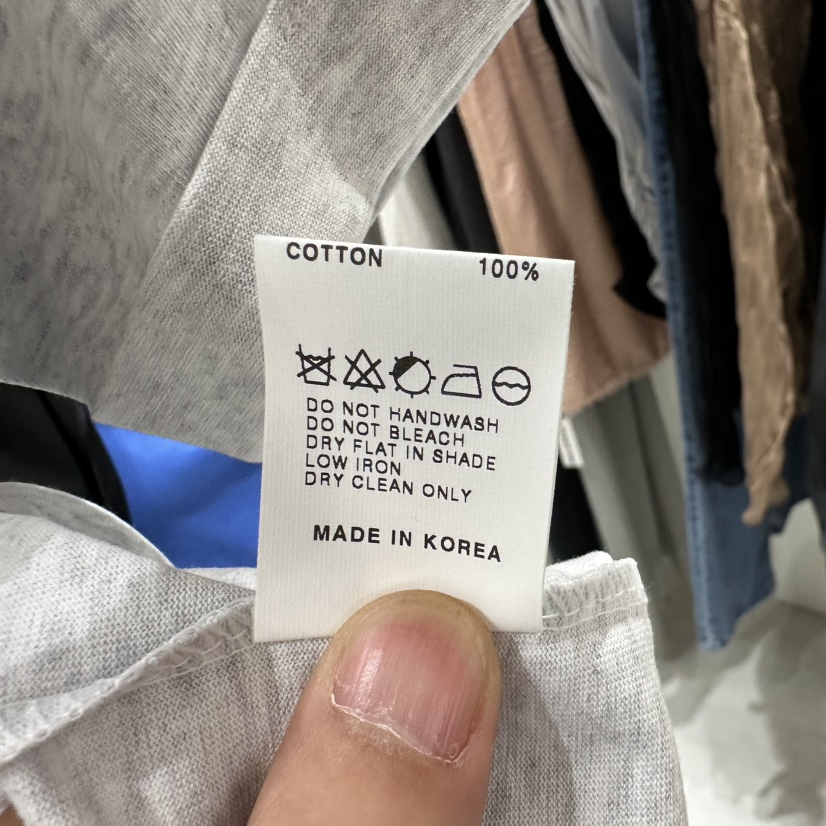 COTTON 100%
DO NOT HANDWASH
DO NOT BLEACH
DRY FLAT IN SHADE
LOW IRON
DRY CLEAN ONLY
MADE IN KOREA